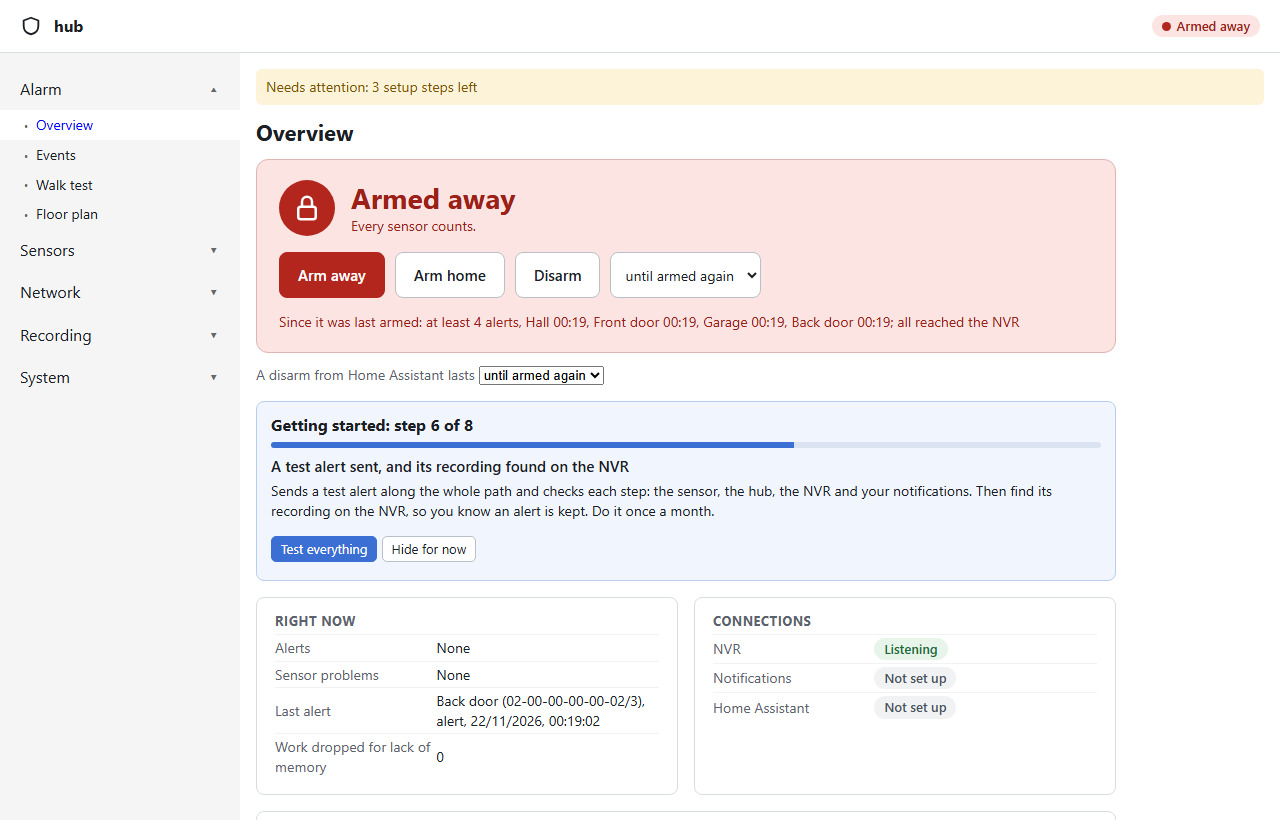 hub
Armed away
Alarm
Overview
Events
Walk test
Floor plan
Sensors
Network
Recording
System
Needs attention: 3 setup steps left
Overview
Armed away
Every sensor counts.
Arm away
Arm home
Disarm
until armed again
Since it was last armed: at least 4 alerts, Hall 00:19, Front door 00:19, Garage 00:19, Back door 00:19; all reached the NVR
A disarm from Home Assistant lasts until armed again
Getting started: step 6 of 8
A test alert sent, and its recording found on the NVR
Sends a test alert along the whole path and checks each step: the sensor, the hub, the NVR and your notifications. Then find its
recording on the NVR, so you know an alert is kept. Do it once a month.
Test everything
Hide for now
RIGHT NOW
Alerts None
Sensor problems None
Last alert Back door (02-00-00-00-00-02/3),
alert, 22/11/2026, 00:19:02
Work dropped for lack of
memory 0
CONNECTIONS
NVR Listening
Notifications Not set up
Home Assistant Not set up